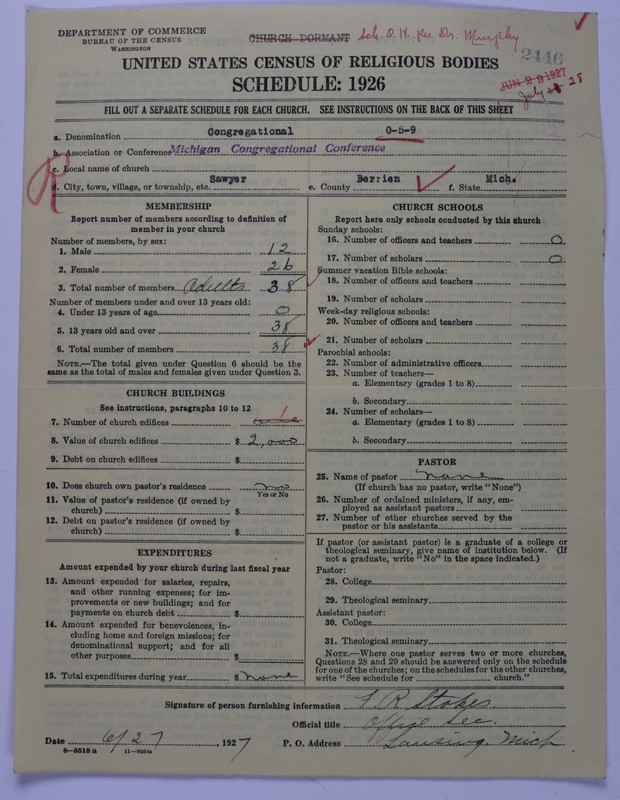 DEPARTMENT OF COMMERCE
BUREAU OF THE CENSUS
WASHINGTON
CHURCH DORMANT Sch. O.K. per Dr. Murphy
2446
UNITED STATES CENSUS OF RELIGIOUS BODIES
SCHEDULE: 1926
JUN 29 1927
July 28
FILL OUT A SEPARATE SCHEDULE FOR EACH CHURCH. SEE INSTRUCTIONS ON THE BACK OF THIS SHEET
a. Denomination Congregational 0-5-9
b. Association or Conference Michigan Congregational Conference
c. Local name of church
d. City, town, village, or township, etc. Sawyer e. County Berrien f. State Mich.
MEMBERSHIP
Report number of members according to definition of
member in your church
Number of members, by sex:
1. Male 12
2. Female 26
3. Total number of members Adults 38
Number of members under and over 13 years old:
4. Under 13 years of age 0
5. 13 years old and over 38
6. Total number of members 38
NOTE.—The total given under Question 6 should be
same as the total of males and females given under Question 3.
CHURCH BUILDINGS
See instructions, paragraphs 10 to 12
7. Number of church edifices 1
8. Value of church edifices $ 2,000
9. Debt on church edifices $
10. Does church own pastor's residence no
Yes or No
11. Value of pastor's residence (if owned by
church) $
12. Debt on pastor's residence (if owned by
church) $
EXPENDITURES
Amount expended by your church during last fiscal year
13. Amount expended for salaries, repairs,
and other running expenses; for im-
provements or new buildings; and for
payments on church debt $
14. Amount expended for benevolences, in-
cluding home and foreign missions; for
denominational support; and for all
other purposes $
15. Total expenditures during year $ none
CHURCH SCHOOLS
Report here only schools conducted by this church
Sunday schools:
16. Number of officers and teachers 0
17. Number of scholars 0
Summer vacation Bible schools:
18. Number of officers and teachers
19. Number of scholars
Week-day religious schools:
20. Number of officers and teachers
21. Number of scholars
Parochial schools:
22. Number of administrative officers
23. Number of teachers—
a. Elementary (grades 1 to 8)
b. Secondary
24. Number of scholars—
a. Elementary (grades 1 to 8)
b. Secondary
PASTOR
25. Name of pastor none
(If church has no pastor, write "None")
26. Number of ordained ministers, if any, em-
ployed as assistant pastors
27. Number of other churches served by the
pastor or his assistants
If pastor (or assistant pastor) is a graduate of a college or
theological seminary, give name of institution below. (If
not a graduate, write "No" in the space indicated.)
Pastor:
28. College
29. Theological seminary
Assistant pastor:
30. College
31. Theological seminary
NOTE.—Where one pastor serves two or more churches,
Questions 28 and 29 should be answered only on the schedule
for one of the churches; on the schedules for the other churches,
write "See schedule for church."
Signature of person furnishing information F R Stokes
Official title Office Sec.
Date 6/27, 1927 P. O. Address Lansing, Mich
8-5518 a 11-9934a